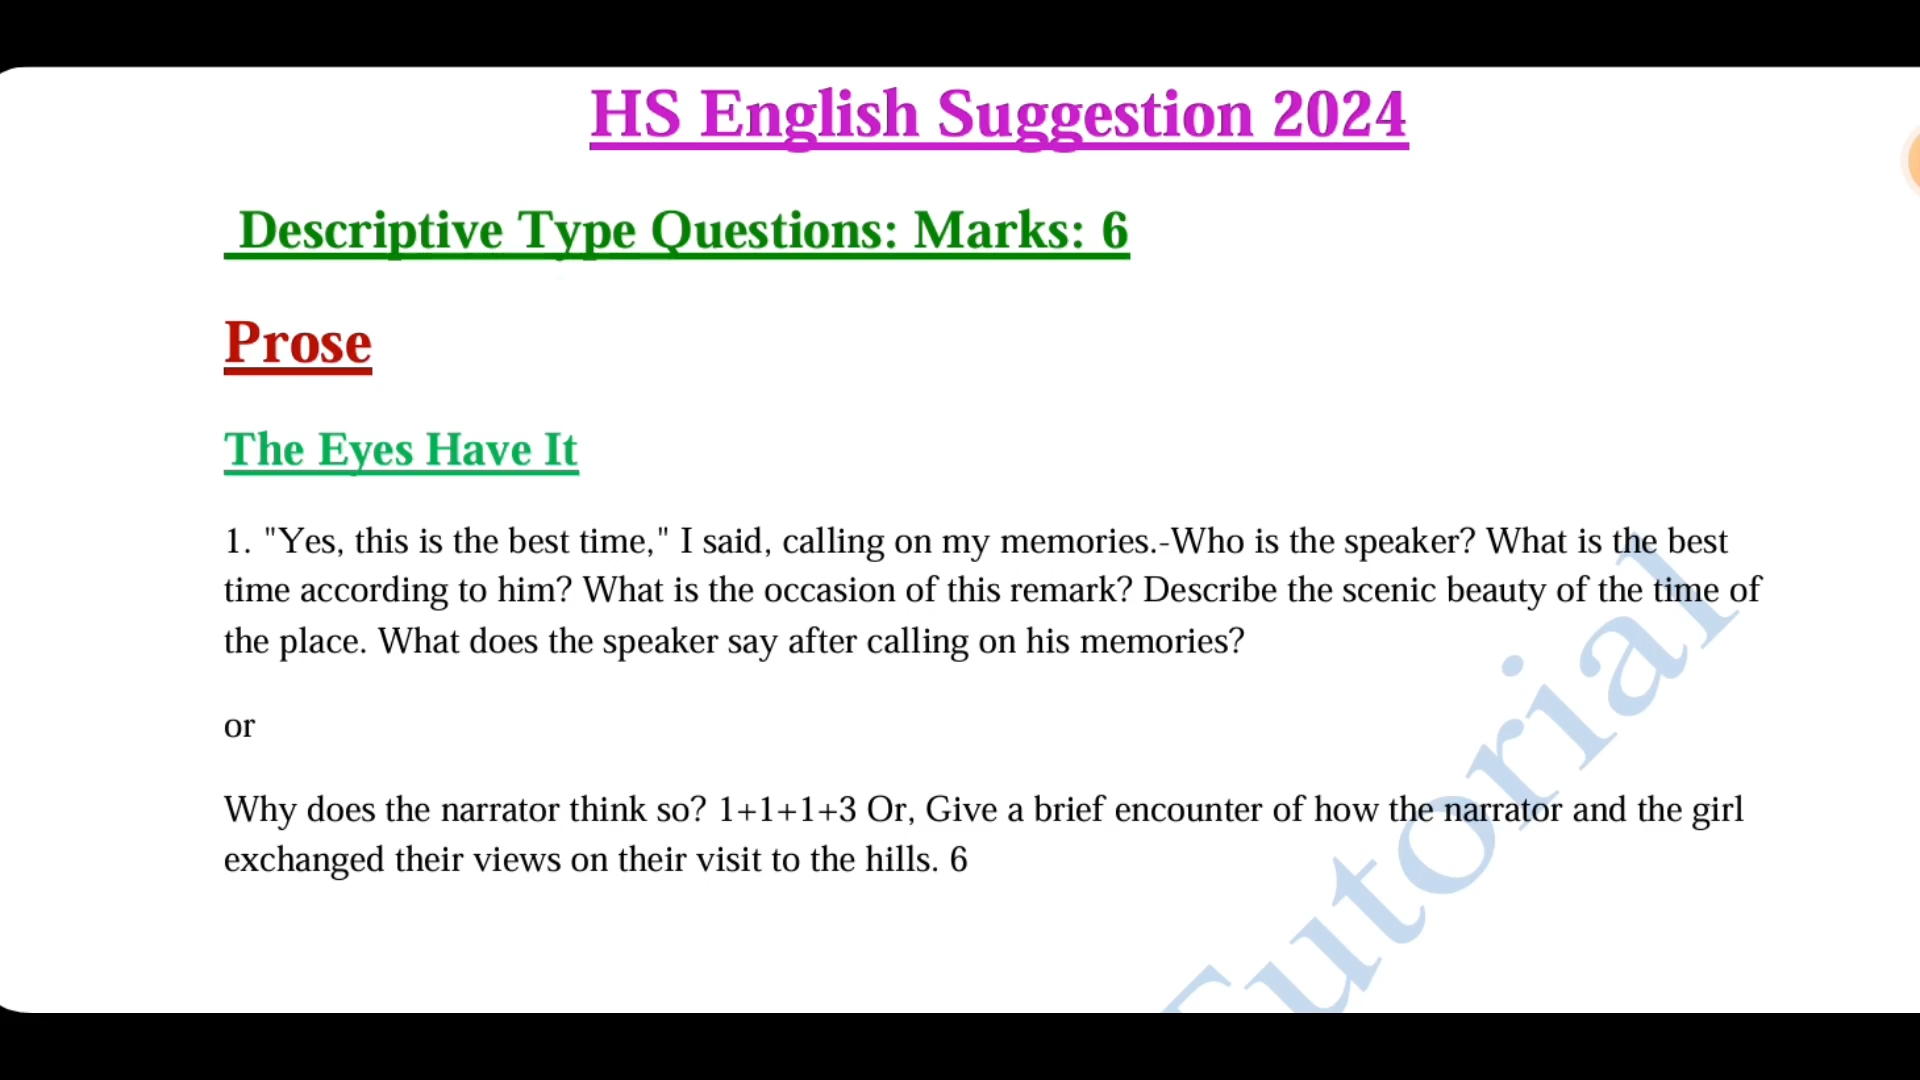 HS English Suggestion 2024
Descriptive Type Questions: Marks: 6
Prose
The Eyes Have It
1. "Yes, this is the best time," I said, calling on my memories.-Who is the speaker? What is the best
time according to him? What is the occasion of this remark? Describe the scenic beauty of the time of
the place. What does the speaker say after calling on his memories?
or
Why does the narrator think so? 1+1+1+3 Or, Give a brief encounter of how the narrator and the girl
exchanged their views on their visit to the hills. 6
Tutorial